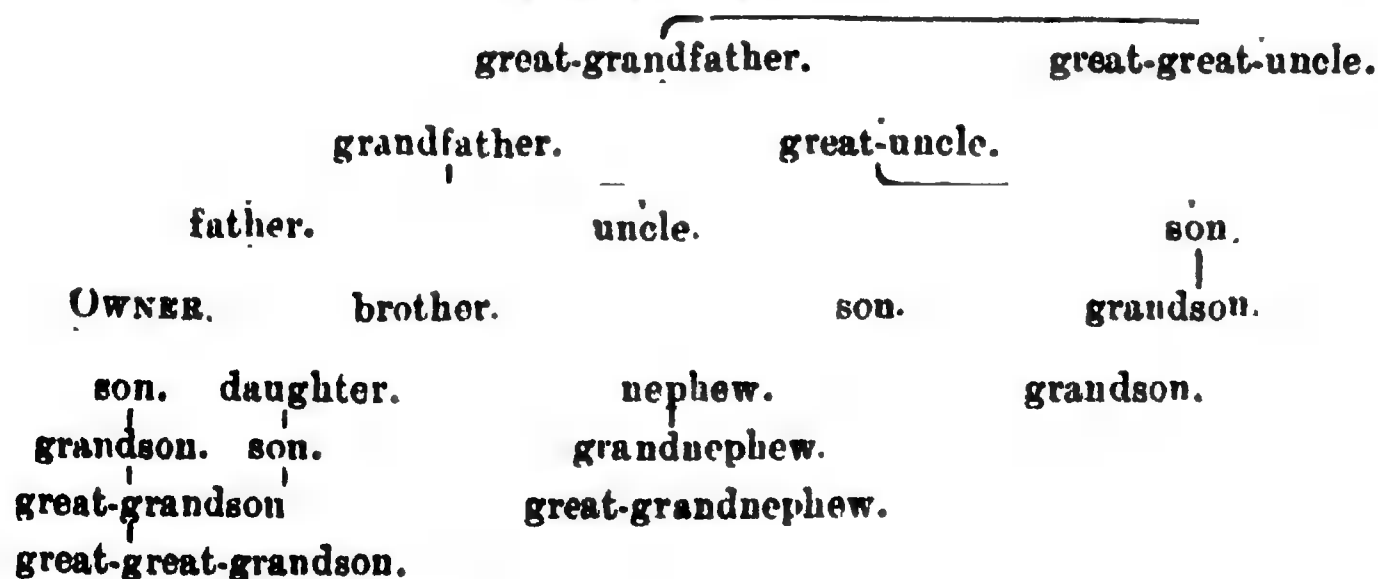 great-grandfather. great-great-uncle.
grandfather. great-uncle.
father. uncle. son.
OWNER. brother. son. grandson.
son. daughter. nephew. grandson.
grandson. son. grandnephew.
great-grandson great-grandnephew.
great-great-grandson.